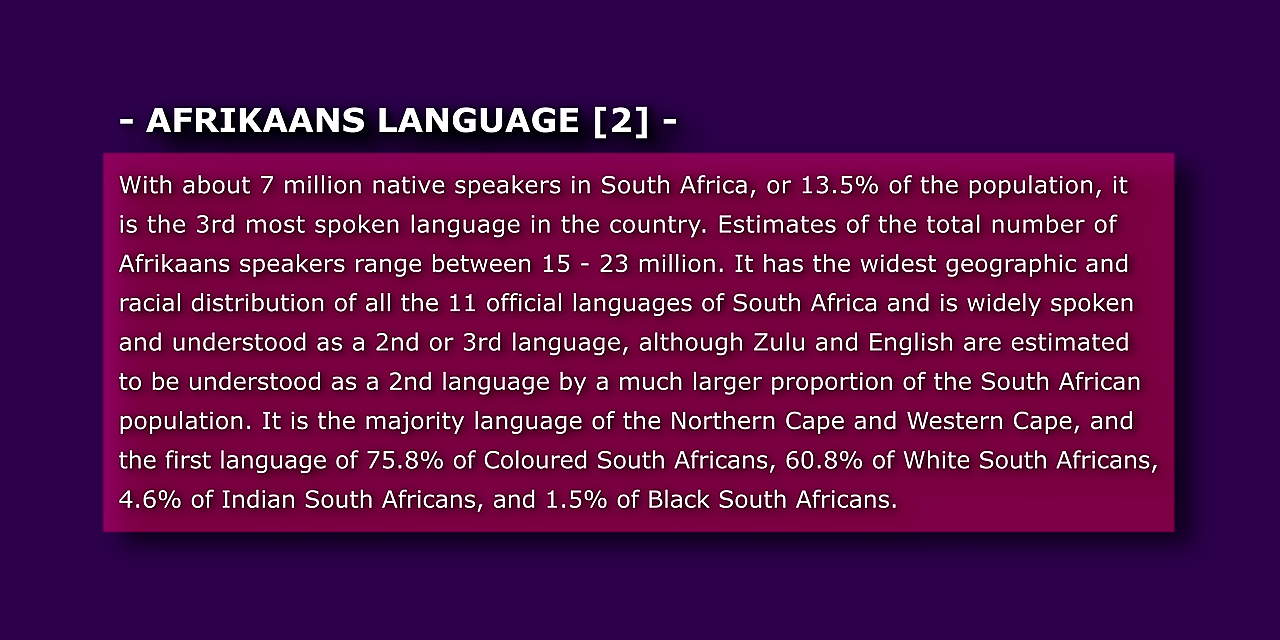 - AFRIKAANS LANGUAGE [2] -
With about 7 million native speakers in South Africa, or 13.5% of the population, it
is the 3rd most spoken language in the country. Estimates of the total number of
Afrikaans speakers range between 15 - 23 million. It has the widest geographic and
racial distribution of all the 11 official languages of South Africa and is widely spoken
and understood as a 2nd or 3rd language, although Zulu and English are estimated
to be understood as a 2nd language by a much larger proportion of the South African
population. It is the majority language of the Northern Cape and Western Cape, and
the first language of 75.8% of Coloured South Africans, 60.8% of White South Africans,
4.6% of Indian South Africans, and 1.5% of Black South Africans.